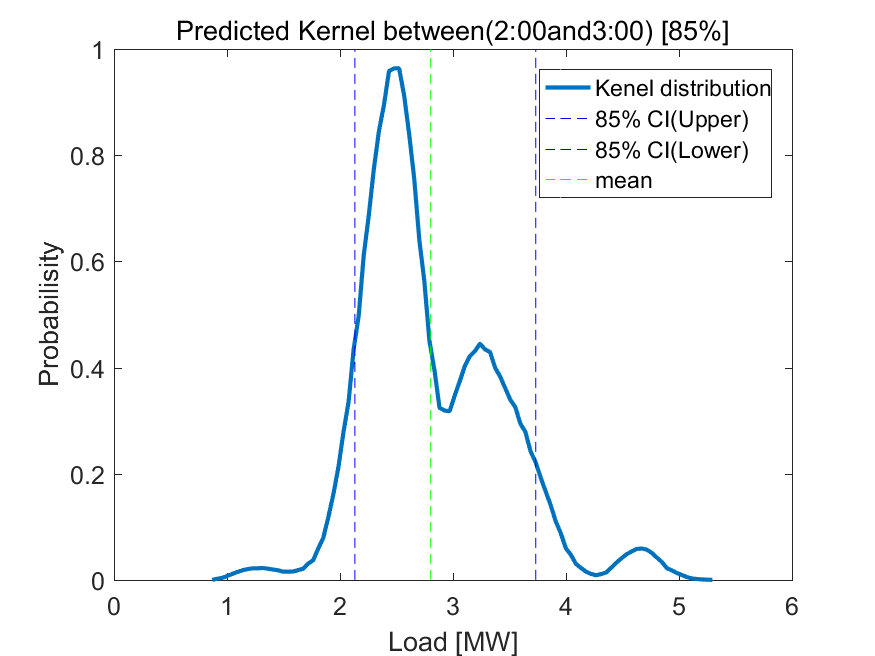 Predicted Kernel between(2:00and3:00) [85%]
1
0.8
0.6
0.4
0.2
0
Probabilisity
Kenel distribution
85% CI(Upper)
85% CI(Lower)
mean
0 1 2 3 4 5 6
Load [MW]